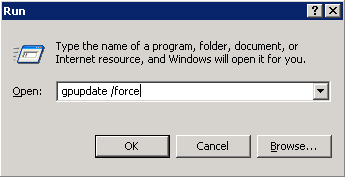 Run
Type the name of a program, folder, document, or
Internet resource, and Windows will open it for you.
Open: gpupdate /force
OK Cancel Browse...